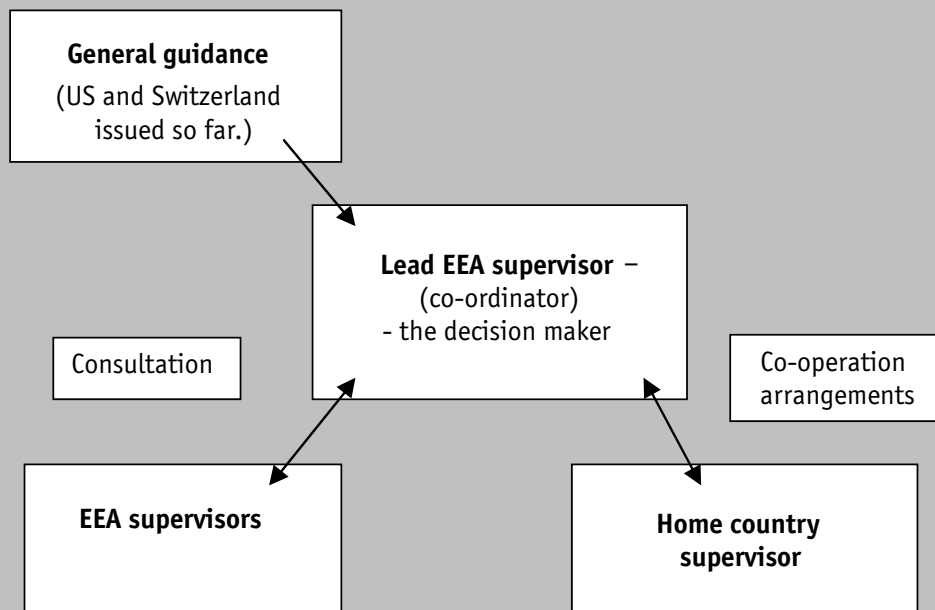 General guidance
(US and Switzerland
issued so far.)
Lead EEA supervisor –
(co-ordinator)
- the decision maker
Consultation
Co-operation
arrangements
EEA supervisors
Home country
supervisor